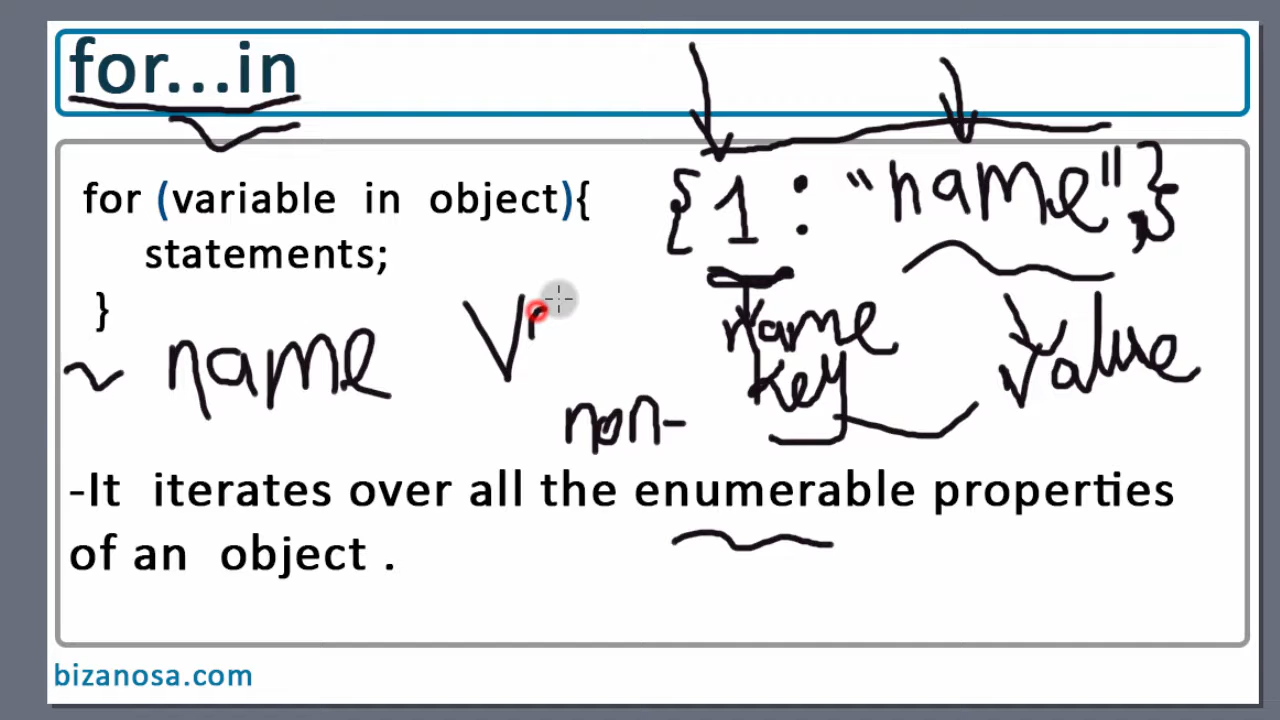 for...in
for (variable in object){
{1 : "name",}
statements;
}
name
key
value
~ name
non-
-It iterates over all the enumerable properties
of an object .
bizanosa.com